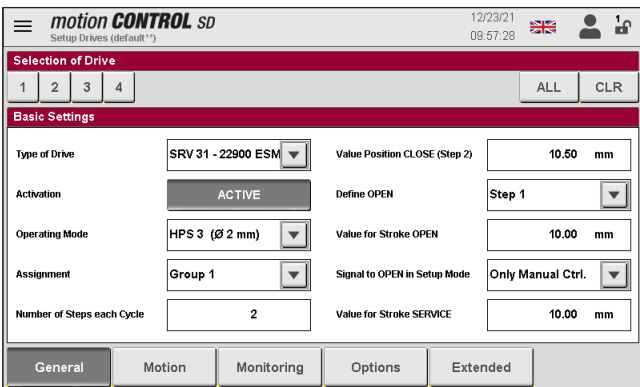 motion CONTROL SD
Setup Drives (default**)
12/23/21
09:57:28
1
Selection of Drive
1 2 3 4 ALL CLR
Basic Settings
Type of Drive SRV 31 - 22900 ESM Value Position CLOSE (Step 2) 10.50 mm
Activation ACTIVE Define OPEN Step 1
Operating Mode HPS 3 (Ø 2 mm) Value for Stroke OPEN 10.00 mm
Assignment Group 1 Signal to OPEN in Setup Mode Only Manual Ctrl.
Number of Steps each Cycle 2 Value for Stroke SERVICE 10.00 mm
General Motion Monitoring Options Extended